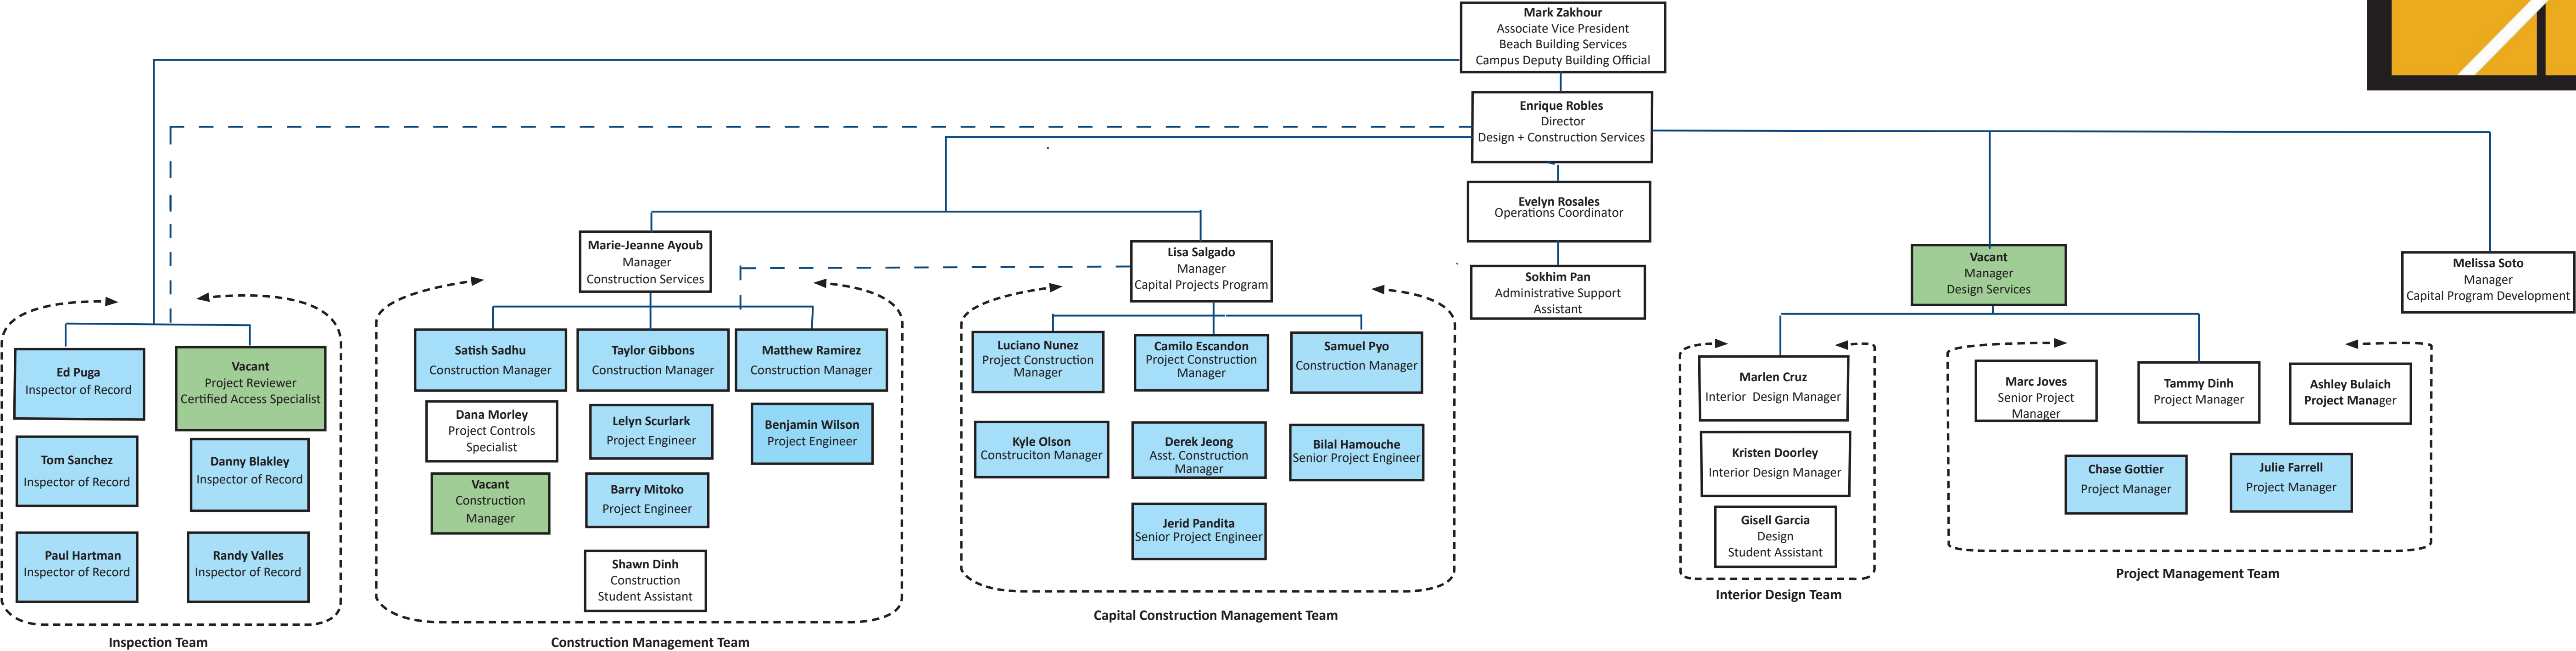 Mark Zakhour
Associate Vice President
Beach Building Services
Campus Deputy Building Official
Enrique Robles
Director
Design + Construction Services
Evelyn Rosales
Operations Coordinator
Sokhim Pan
Administrative Support
Assistant
Marie-Jeanne Ayoub
Manager
Construction Services
Lisa Salgado
Manager
Capital Projects Program
Vacant
Manager
Design Services
Melissa Soto
Manager
Capital Program Development
Ed Puga
Inspector of Record
Vacant
Project Reviewer
Certified Access Specialist
Tom Sanchez
Inspector of Record
Danny Blakley
Inspector of Record
Paul Hartman
Inspector of Record
Randy Valles
Inspector of Record
Inspection Team
Satish Sadhu
Construction Manager
Taylor Gibbons
Construction Manager
Matthew Ramirez
Construction Manager
Dana Morley
Project Controls
Specialist
Lelyn Scurlark
Project Engineer
Benjamin Wilson
Project Engineer
Vacant
Construction
Manager
Barry Mitoko
Project Engineer
Shawn Dinh
Construction
Student Assistant
Construction Management Team
Luciano Nunez
Project Construction
Manager
Camilo Escandon
Project Construction
Manager
Samuel Pyo
Construction Manager
Kyle Olson
Construciton Manager
Derek Jeong
Asst. Construction
Manager
Bilal Hamouche
Senior Project Engineer
Jerid Pandita
Senior Project Engineer
Capital Construction Management Team
Marlen Cruz
Interior Design Manager
Kristen Doorley
Interior Design Manager
Gisell Garcia
Design
Student Assistant
Interior Design Team
Marc Joves
Senior Project
Manager
Tammy Dinh
Project Manager
Ashley Bulaich
Project Manager
Chase Gottier
Project Manager
Julie Farrell
Project Manager
Project Management Team